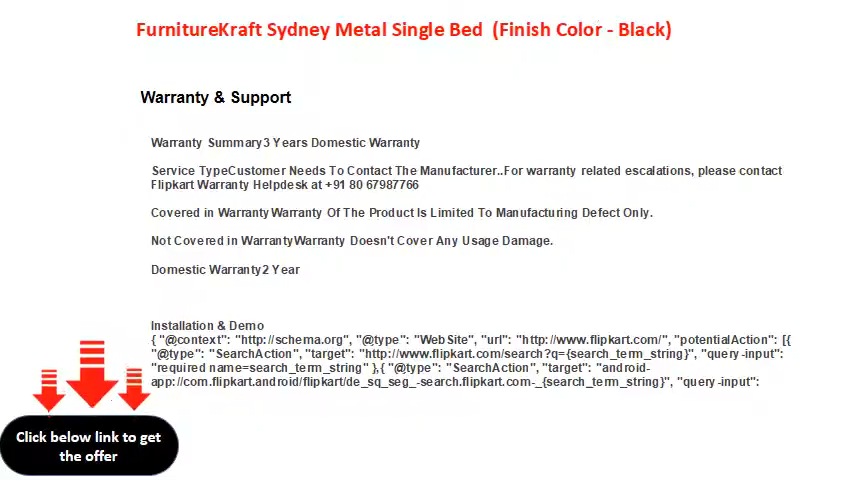 FurnitureKraft Sydney Metal Single Bed (Finish Color - Black)
Warranty & Support
Warranty Summary3 Years Domestic Warranty
Service TypeCustomer Needs To Contact The Manufacturer..For warranty related escalations, please contact
Flipkart Warranty Helpdesk at +91 80 67987766
Covered in WarrantyWarranty Of The Product Is Limited To Manufacturing Defect Only.
Not Covered in WarrantyWarranty Doesn't Cover Any Usage Damage.
Domestic Warranty2 Year
Installation & Demo
{ "@context": "http://schema.org", "@type": "WebSite", "url": "http://www.flipkart.com/", "potentialAction": [{
"@type": "SearchAction", "target": "http://www.flipkart.com/search?q={search_term_string}", "query-input":
"required name=search_term_string" },{ "@type": "SearchAction", "target": "android-
app://com.flipkart.android/flipkart/de_sq_seg_-search.flipkart.com-_{search_term_string}", "query-input":
Click below link to get
the offer